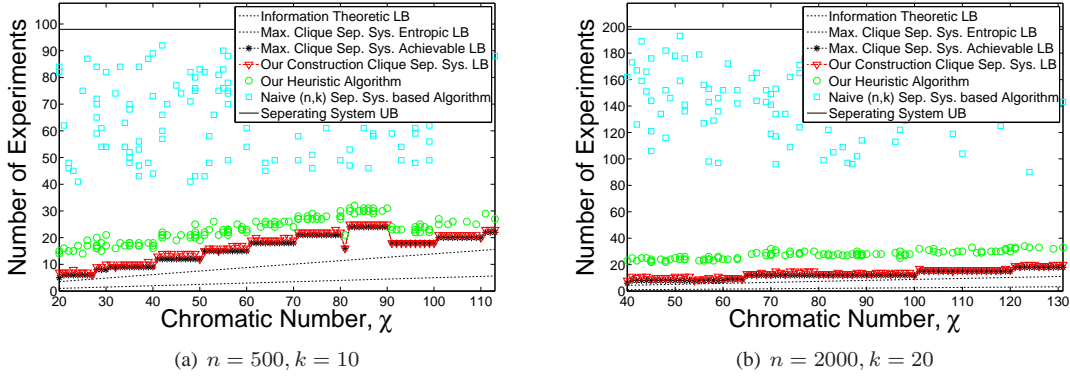 Information Theoretic LB
Max. Clique Sep. Sys. Entropic LB
Max. Clique Sep. Sys. Achievable LB
Our Construction Clique Sep. Sys. LB
Our Heuristic Algorithm
Naive (n,k) Sep. Sys. based Algorithm
Seperating System UB
Number of Experiments
100
90
80
70
60
50
40
30
20
10
0
20 30 40 50 60 70 80 90 100 110
Chromatic Number, χ
(a) n = 500, k = 10
Information Theoretic LB
Max. Clique Sep. Sys. Entropic LB
Max. Clique Sep. Sys. Achievable LB
Our Construction Clique Sep. Sys. LB
Our Heuristic Algorithm
Naive (n,k) Sep. Sys. based Algorithm
Seperating System UB
Number of Experiments
200
180
160
140
120
100
80
60
40
20
0
40 50 60 70 80 90 100 110 120 130
Chromatic Number, χ
(b) n = 2000, k = 20